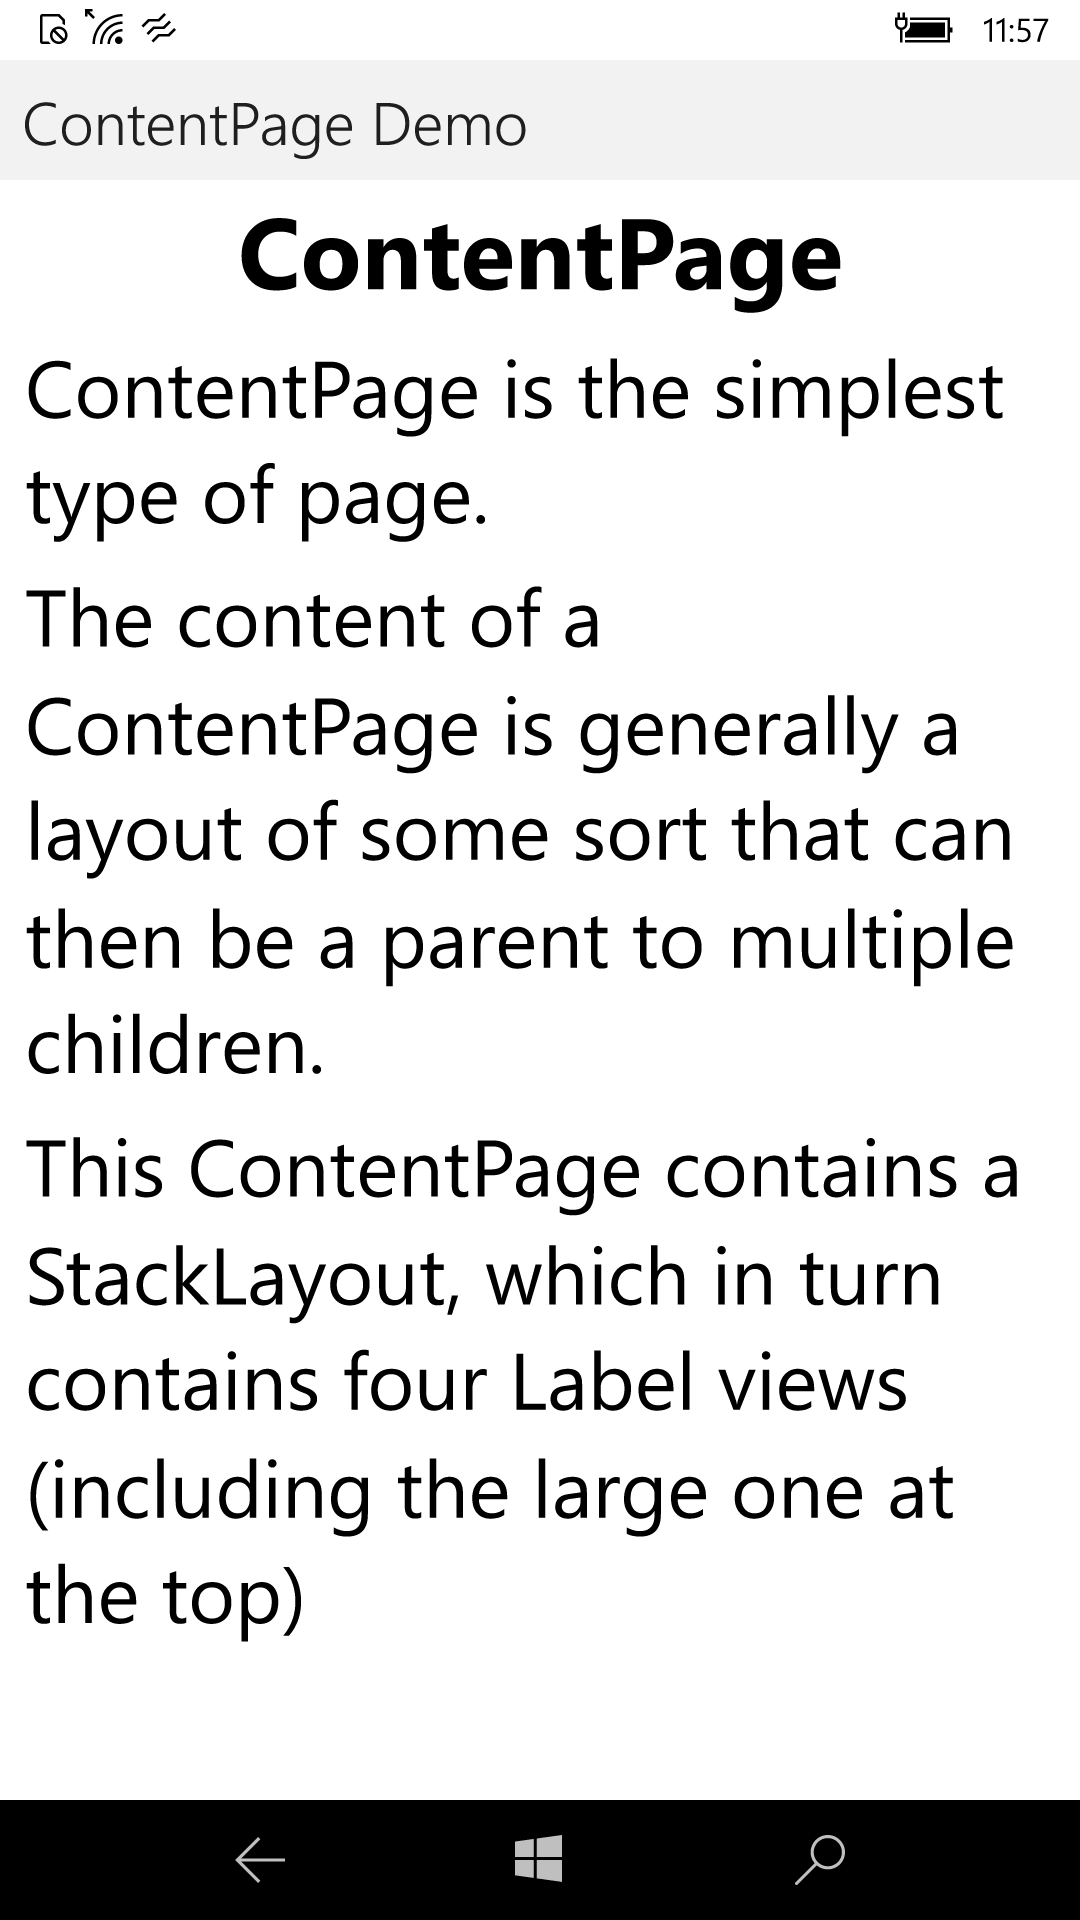 11:57
ContentPage Demo
ContentPage
ContentPage is the simplest
type of page.
The content of a
ContentPage is generally a
layout of some sort that can
then be a parent to multiple
children.
This ContentPage contains a
StackLayout, which in turn
contains four Label views
(including the large one at
the top)